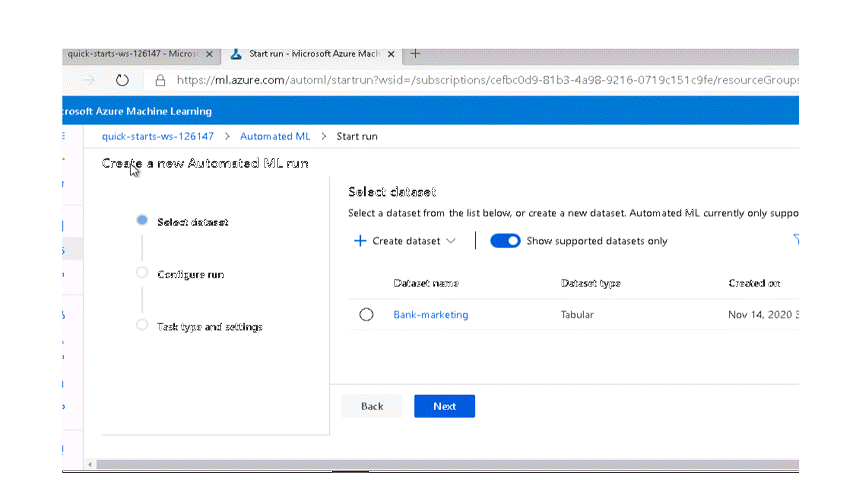 quick-starts-ws-126147 - Micros
Start run - Microsoft Azure Mach
https://ml.azure.com/automl/startrun?wsid=/subscriptions/cefbc0d9-81b3-4a98-9216-0719c151c9fe/resourceGroups
rosoft Azure Machine Learning
quick-starts-ws-126147 > Automated ML > Start run
Create a new Automated ML run
Select dataset
Configure run
Task type and settings
Select dataset
Select a dataset from the list below, or create a new dataset. Automated ML currently only suppo
+ Create dataset
Show supported datasets only
Dataset name Dataset type Created on
Bank-marketing Tabular Nov 14, 2020 3
Back Next